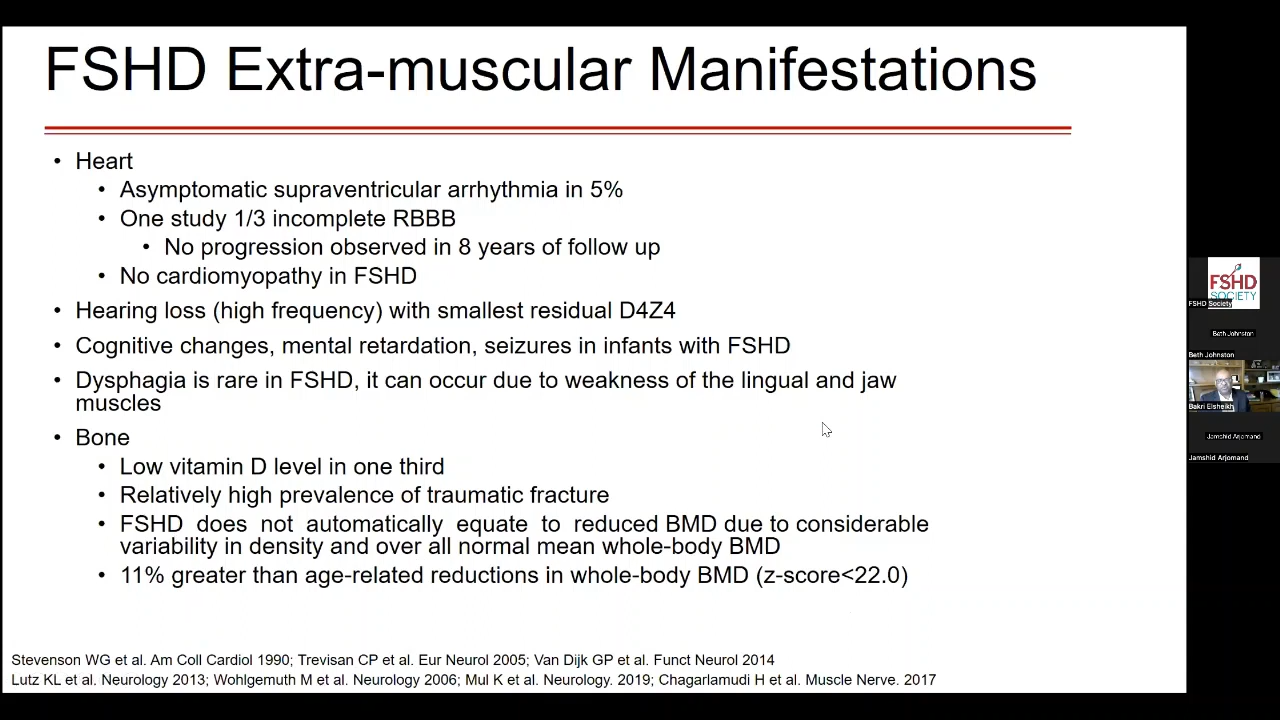 FSHD Extra-muscular Manifestations
• Heart
• Asymptomatic supraventricular arrhythmia in 5%
• One study 1/3 incomplete RBBB
• No progression observed in 8 years of follow up
• No cardiomyopathy in FSHD
• Hearing loss (high frequency) with smallest residual D4Z4
• Cognitive changes, mental retardation, seizures in infants with FSHD
• Dysphagia is rare in FSHD, it can occur due to weakness of the lingual and jaw
muscles
• Bone
• Low vitamin D level in one third
• Relatively high prevalence of traumatic fracture
• FSHD does not automatically equate to reduced BMD due to considerable
variability in density and over all normal mean whole-body BMD
• 11% greater than age-related reductions in whole-body BMD (z-score<22.0)
Stevenson WG et al. Am Coll Cardiol 1990; Trevisan CP et al. Eur Neurol 2005; Van Dijk GP et al. Funct Neurol 2014
Lutz KL et al. Neurology 2013; Wohlgemuth M et al. Neurology 2006; Mul K et al. Neurology. 2019; Chagarlamudi H et al. Muscle Nerve. 2017
FSHD
SOCIETY
FSHD Society
Beth Johnston
Beth Johnston
Bakri Elsheikh
Jamshid Arjomand
Jamshid Arjomand